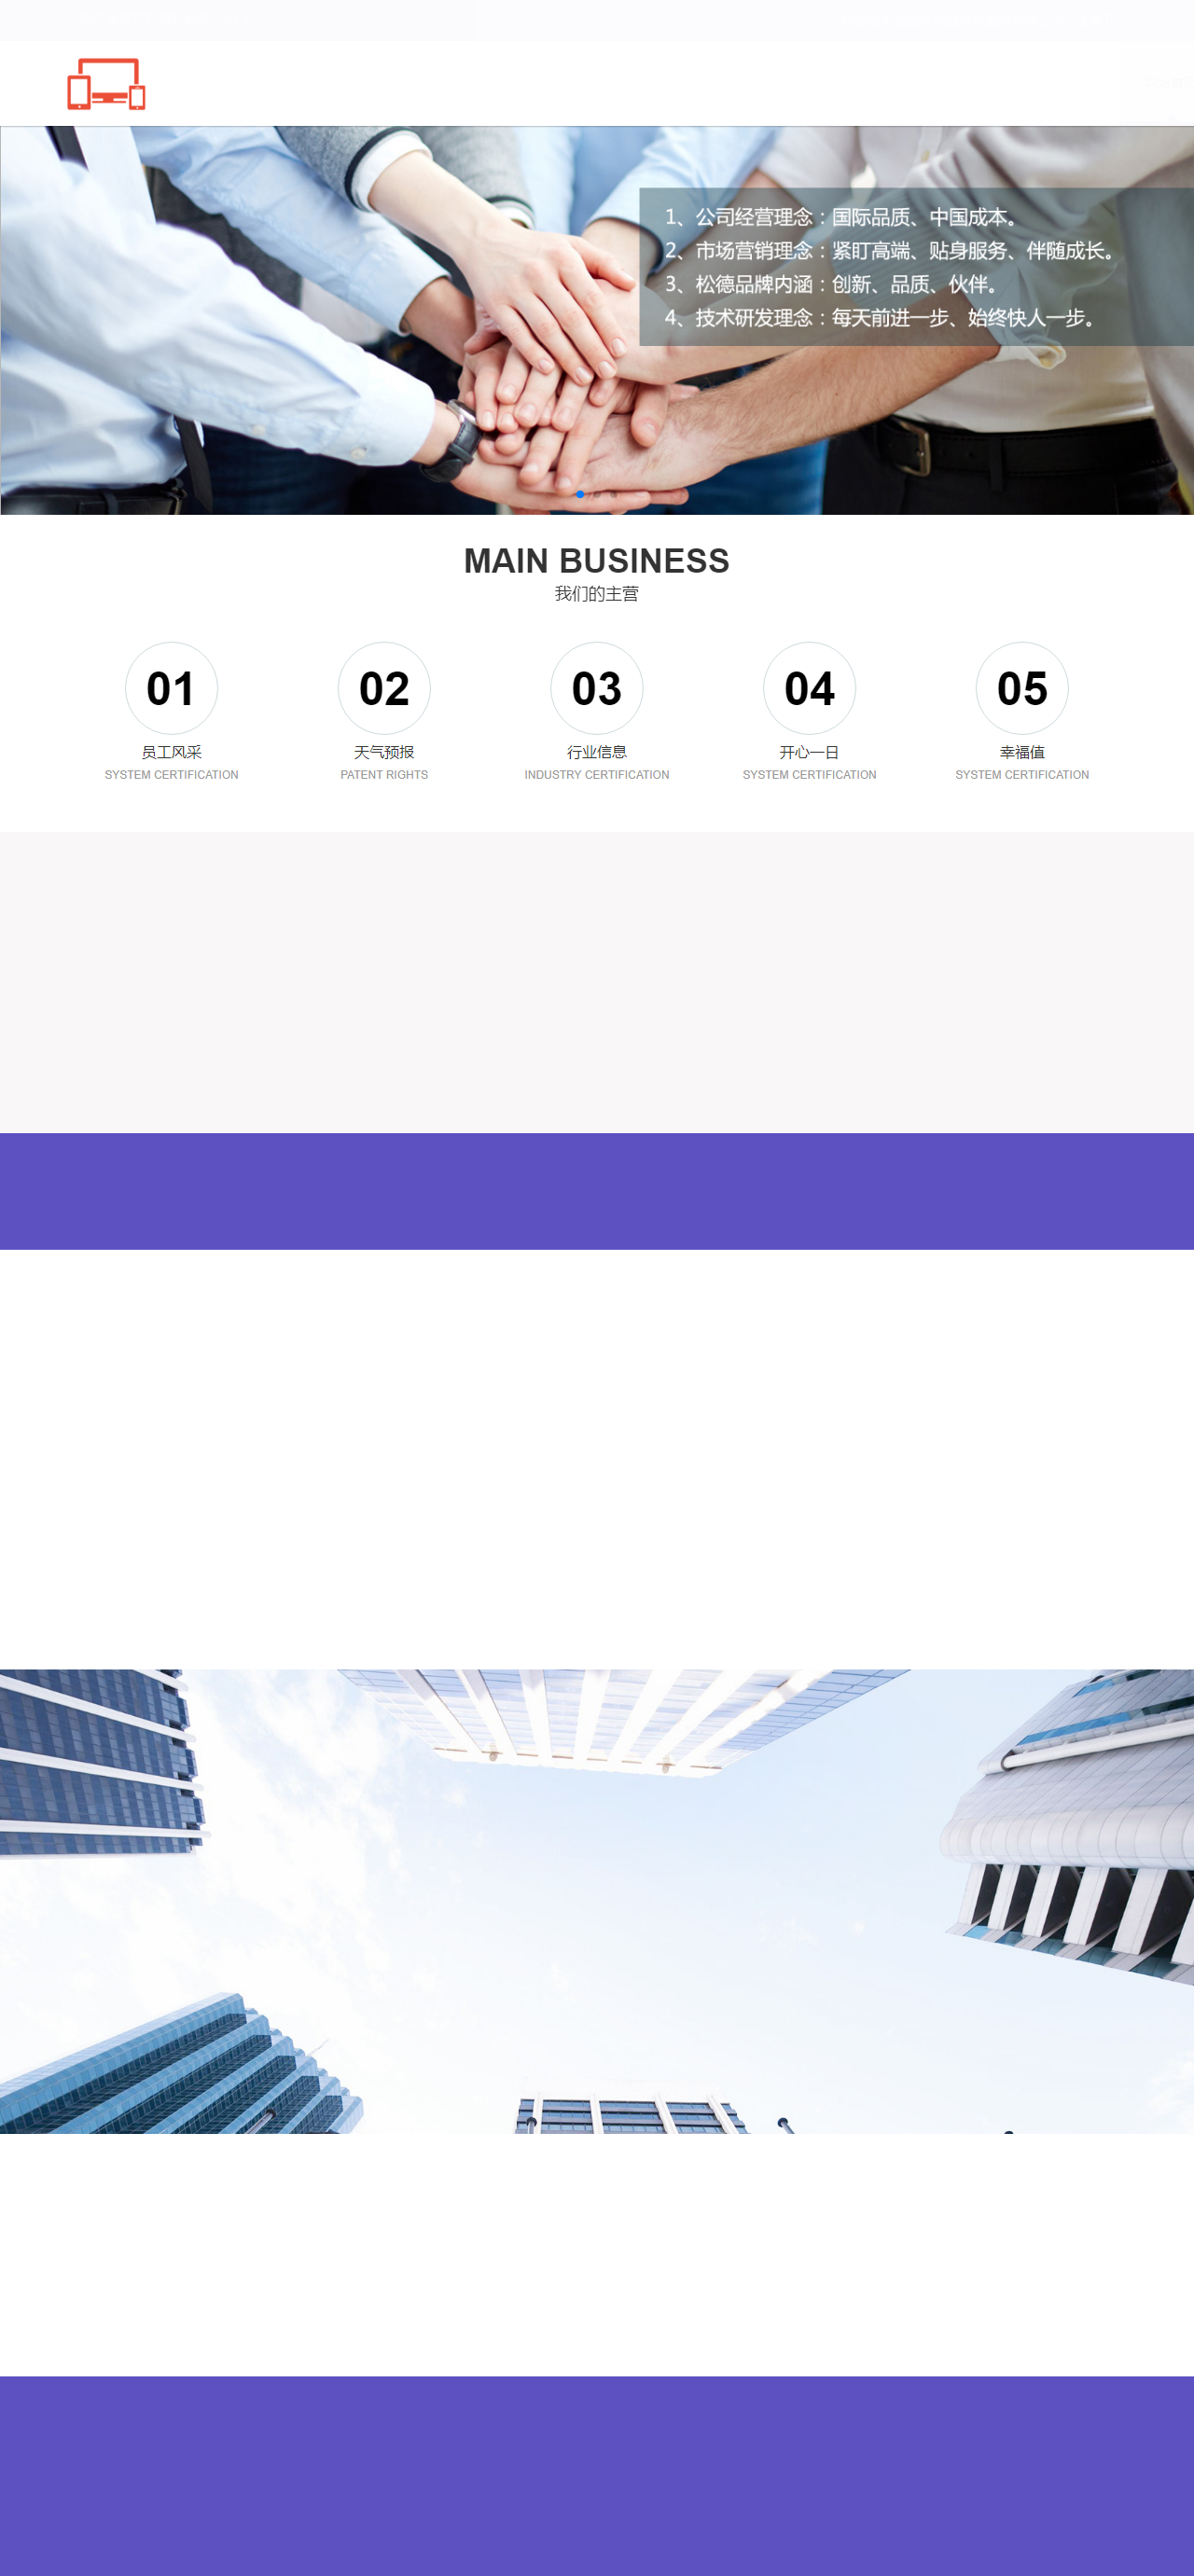 1、公司经营理念：国际品质、中国成本。
2、市场营销理念：紧盯高端、贴身服务、伴随成长。
3、松德品牌内涵：创新、品质、伙伴。
4、技术研发理念：每天前进一步、始终快人一步。
MAIN BUSINESS
我们的主营
01
02
03
04
05
员工风采
天气预报
行业信息
开心一日
幸福值
SYSTEM CERTIFICATION
PATENT RIGHTS
INDUSTRY CERTIFICATION
SYSTEM CERTIFICATION
SYSTEM CERTIFICATION